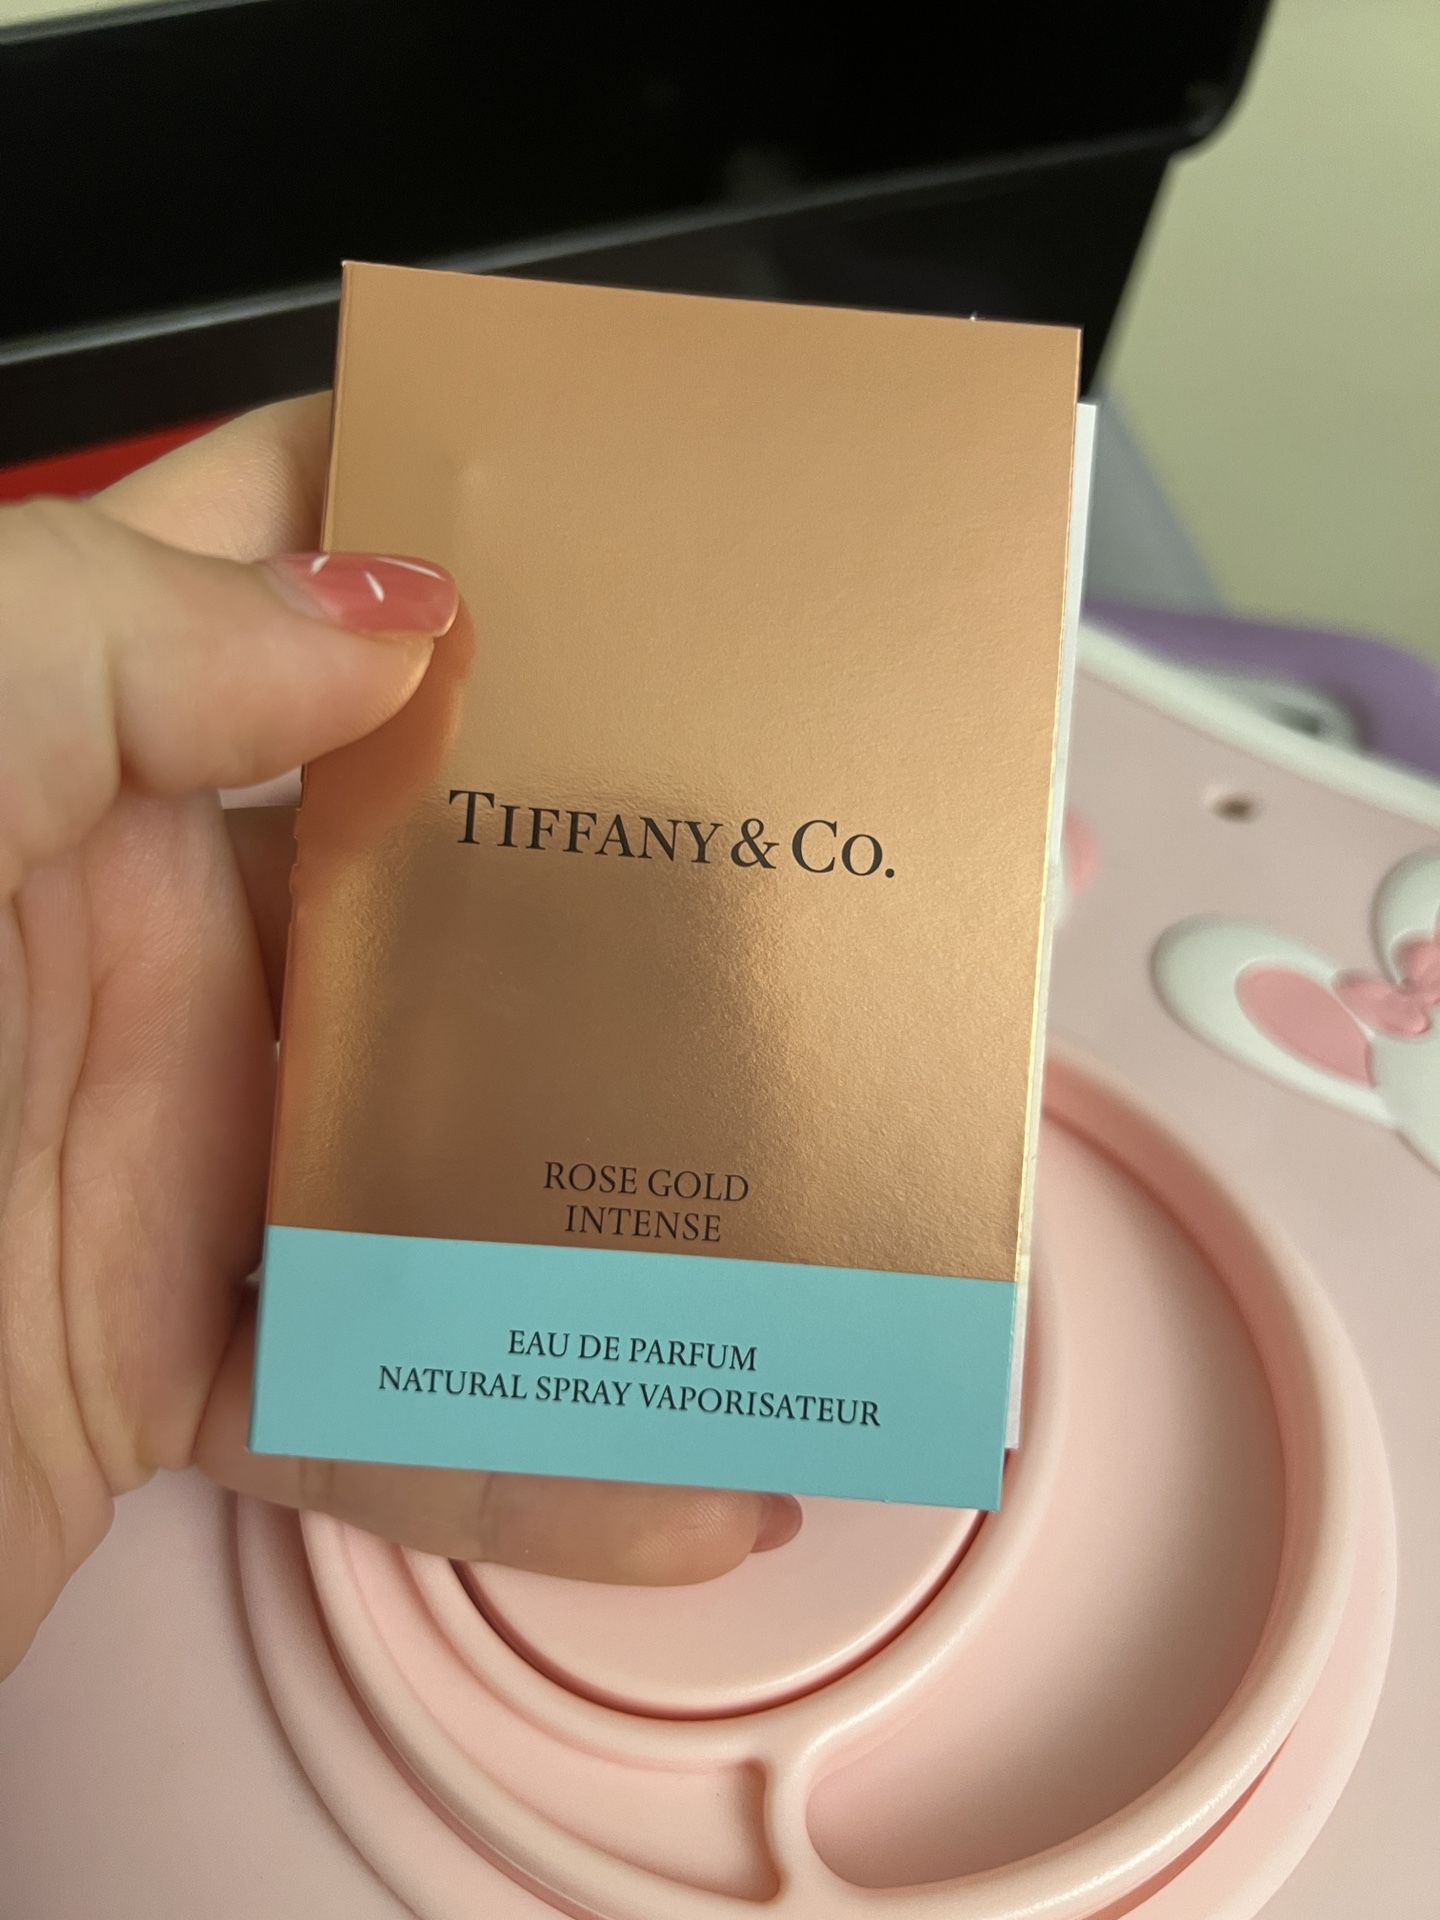 TIFFANY & CO.
ROSE GOLD
INTENSE
EAU DE PARFUM
NATURAL SPRAY VAPORISATEUR